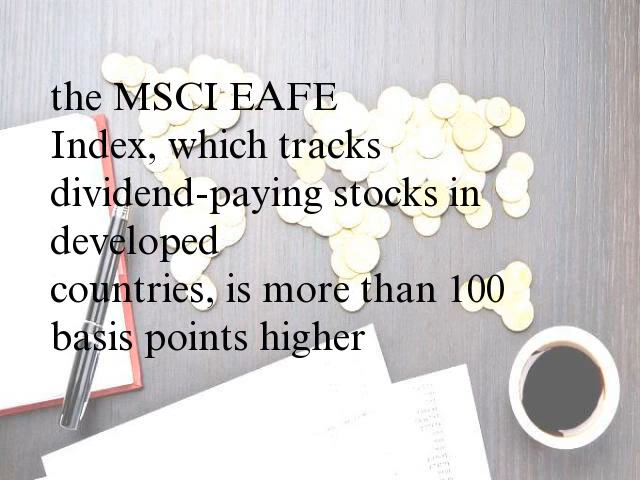 the MSCI EAFE
Index, which tracks
dividend-paying stocks in
developed
countries, is more than 100
basis points higher